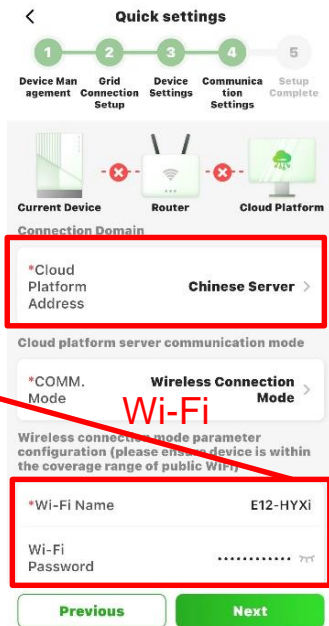 Quick settings
1 2 3 4 5
Device Man Grid Device Communica Setup
agement Connection Settings tion Complete
Setup Settings
Current Device Router Cloud Platform
Connection Domain
*Cloud
Platform Chinese Server
Address
Cloud platform server communication mode
*COMM. Wireless Connection
Mode Mode
Wi-Fi
Wireless connection mode parameter
configuration (please ensure device is within
the coverage range of public WiFi)
*Wi-Fi Name E12-HYXi
Wi-Fi
Password ············
Previous Next